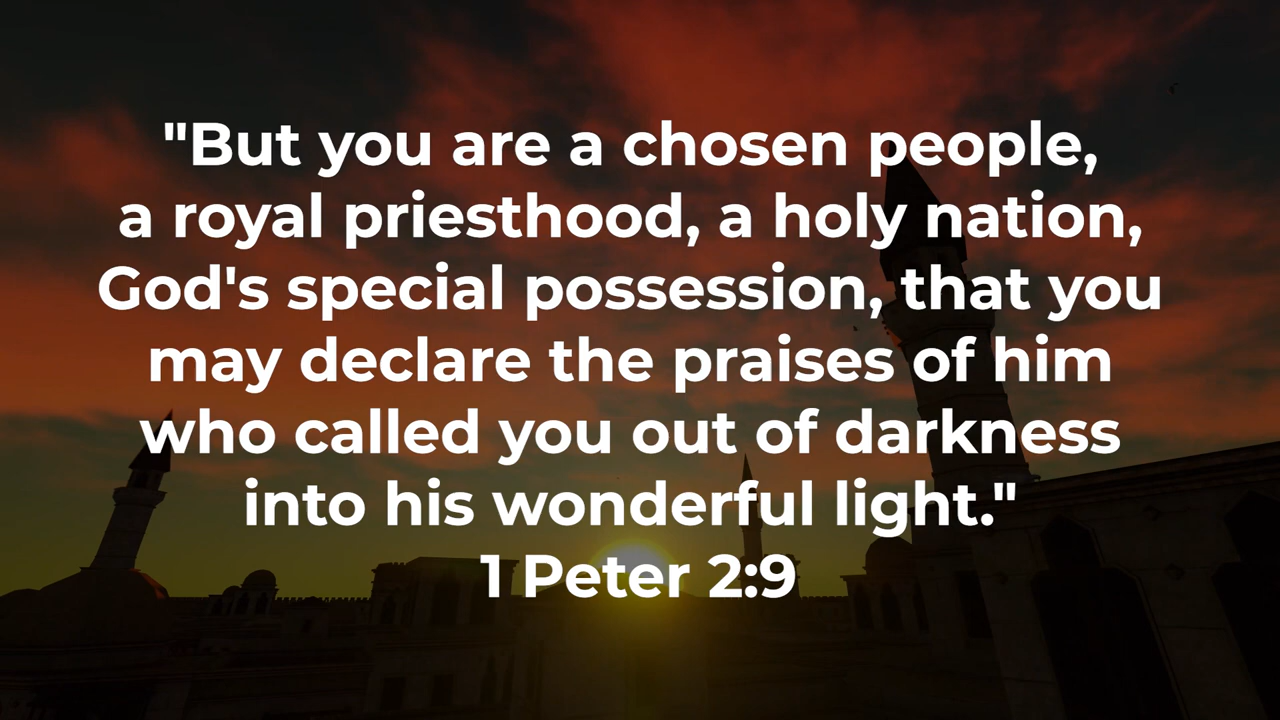 "But you are a chosen people,
a royal priesthood, a holy nation,
God's special possession, that you
may declare the praises of him
who called you out of darkness
into his wonderful light."
1 Peter 2:9